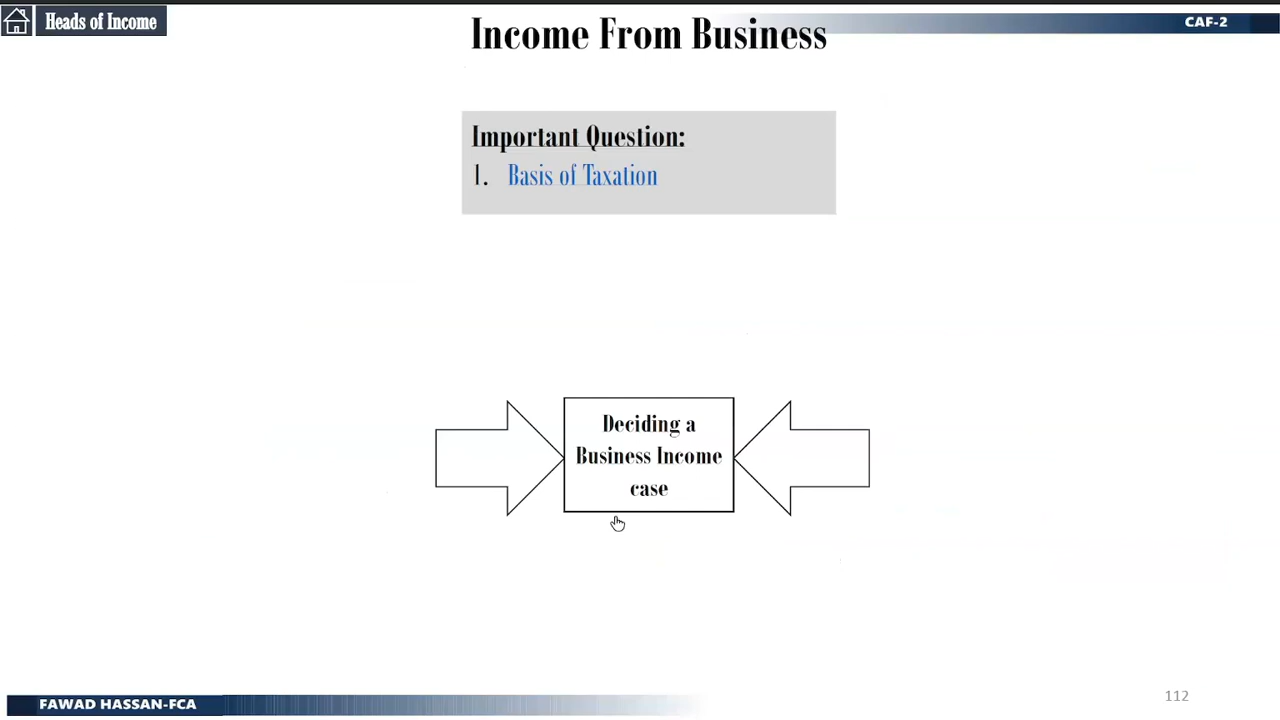 Heads of Income
Income From Business
CAF-2
Important Question:
1. Basis of Taxation
Deciding a
Business Income
case
FAWAD HASSAN-FCA
112